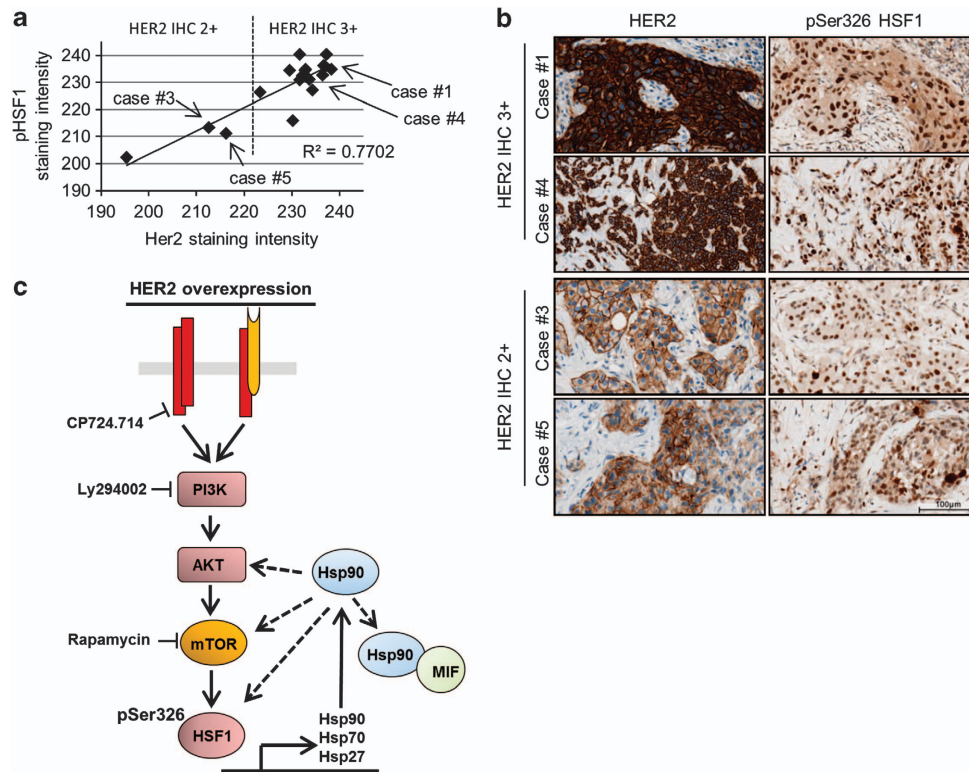 a
HER2 IHC 2+ HER2 IHC 3+
pHSF1
staining intensity
240
230
220
210
200
190
case #3
case #1
case #4
case #5
R² = 0.7702
190 200 210 220 230 240
Her2 staining intensity
b
HER2 pSer326 HSF1
HER2 IHC 3+
Case #1
Case #4
HER2 IHC 2+
Case #3
Case #5
100µm
c
HER2 overexpression
CP724.714
Ly294002
PI3K
AKT
Hsp90
Rapamycin
mTOR
Hsp90
MIF
pSer326
HSF1
Hsp90
Hsp70
Hsp27